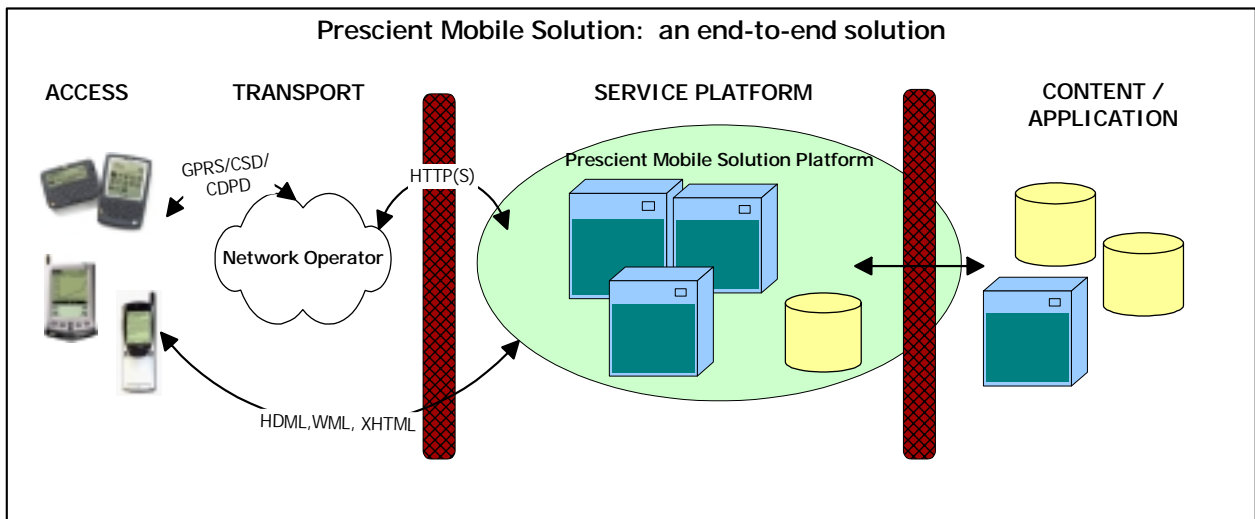 Prescient Mobile Solution: an end-to-end solution
ACCESS
TRANSPORT
SERVICE PLATFORM
CONTENT /
APPLICATION
GPRS/CSD/
CDPD
HTTP(S)
Prescient Mobile Solution Platform
Network Operator
HDML,WML, XHTML